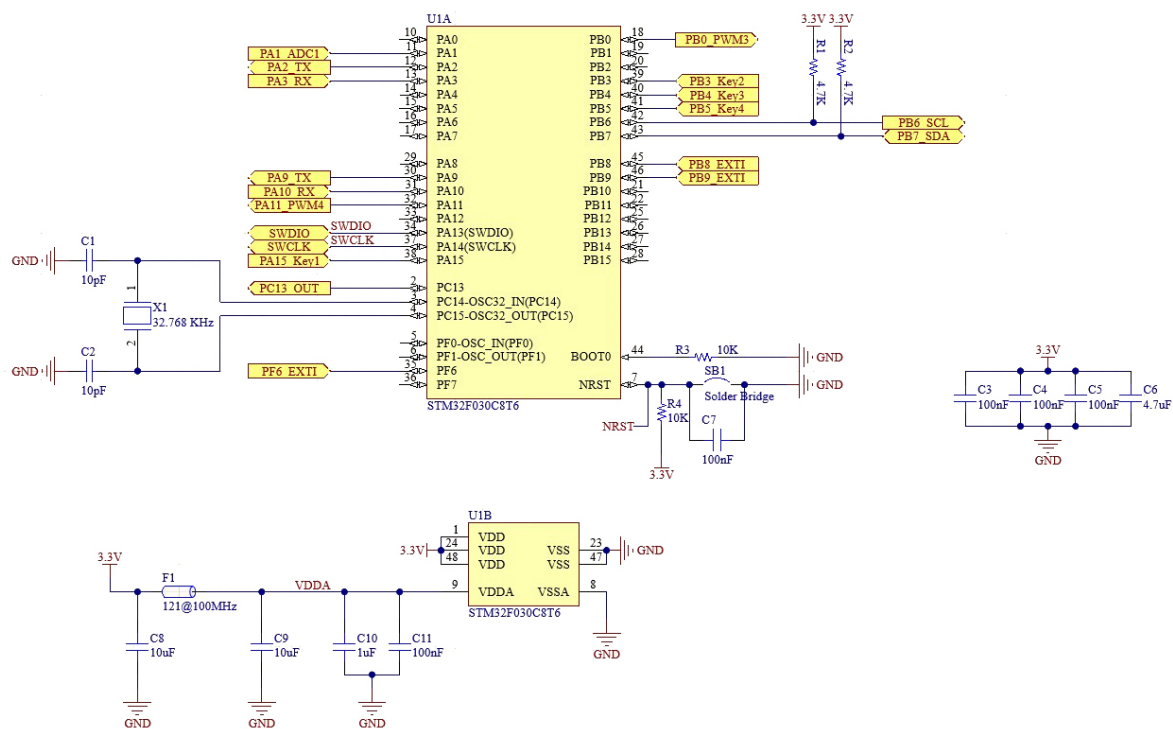 U1A
10 PA0
PA1_ADC1 11 PA1
PA2_TX 12 PA2
PA3_RX 13 PA3
14 PA4
15 PA5
16 PA6
17 PA7
29 PA8
PA9_TX 30 PA9
PA10_RX 31 PA10
PA11_PWM4 32 PA11
33 PA12
SWDIO SWDIO 34 PA13(SWDIO)
SWCLK SWCLK 37 PA14(SWCLK)
PA15_Key1 38 PA15
PC13_OUT 2 PC13
3 PC14-OSC32_IN(PC14)
4 PC15-OSC32_OUT(PC15)
5 PF0-OSC_IN(PF0)
6 PF1-OSC_OUT(PF1)
PF6_EXTI 35 PF6
36 PF7
STM32F030C8T6
PB0 18 PB0_PWM3
PB1 19
PB2 20
PB3 39 PB3_Key2
PB4 40 PB4_Key3
PB5 41 PB5_Key4
PB6 42 PB6_SCL
PB7 43 PB7_SDA
PB8 45 PB8_EXTI
PB9 46 PB9_EXTI
PB10 21
PB11 22
PB12 25
PB13 26
PB14 27
PB15 28
BOOT0 44 R3 10K GND
NRST 7 SB1 GND
Solder Bridge
R4
10K
C7
100nF
NRST
3.3V
3.3V 3.3V
R1 4.7K
R2 4.7K
C1
GND
10pF
1
X1
32.768 KHz
2
C2
GND
10pF
3.3V
C3
100nF
C4
100nF
C5
100nF
C6
4.7uF
GND
U1B
1 VDD
3.3V 24 VDD
48 VDD
9 VDDA
VSS 23 GND
VSS 47
VSSA 8
GND
STM32F030C8T6
3.3V
F1
121@100MHz
VDDA
C8
10uF
C9
10uF
C10
1uF
C11
100nF
GND
GND
GND